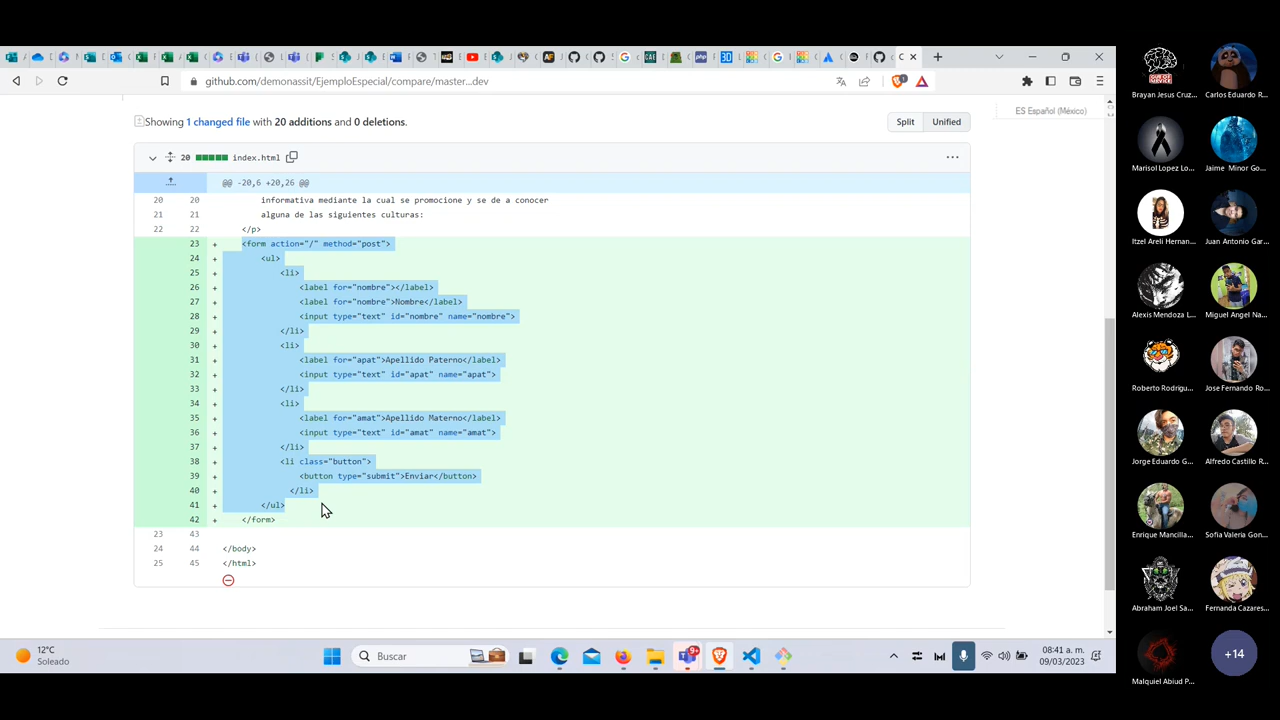 github.com/demonassit/EjemploEspecial/compare/master...dev
ES Español (México)
Showing 1 changed file with 20 additions and 0 deletions.
Split Unified
20 index.html
@@ -20,6 +20,26 @@
20 20 informativa mediante la cual se promocione y se de a conocer
21 21 alguna de las siguientes culturas:
22 22 </p>
23 + <form action="/" method="post">
24 + <ul>
25 + <li>
26 + <label for="nombre"></label>
27 + <label for="nombre">Nombre</label>
28 + <input type="text" id="nombre" name="nombre">
29 + </li>
30 + <li>
31 + <label for="apat">Apellido Paterno</label>
32 + <input type="text" id="apat" name="apat">
33 + </li>
34 + <li>
35 + <label for="amat">Apellido Materno</label>
36 + <input type="text" id="amat" name="amat">
37 + </li>
38 + <li class="button">
39 + <button type="submit">Enviar</button>
40 + </li>
41 + </ul>
42 + </form>
23 43
24 44 </body>
25 45 </html>
12°C
Soleado
Buscar
9+
08:41 a. m.
09/03/2023
Brayan Jesus Cruz... Carlos Eduardo R...
Marisol Lopez Lo... Jaime Minor Go...
Itzel Areli Hernan... Juan Antonio Gar...
Alexis Mendoza L... Miguel Angel Na...
Roberto Rodrigu... Jose Fernando Ro...
Jorge Eduardo G... Alfredo Castillo R...
Enrique Mancilla... Sofia Valeria Gon...
Abraham Joel Sa... Fernanda Cazares...
Malquiel Abiud P...
+14